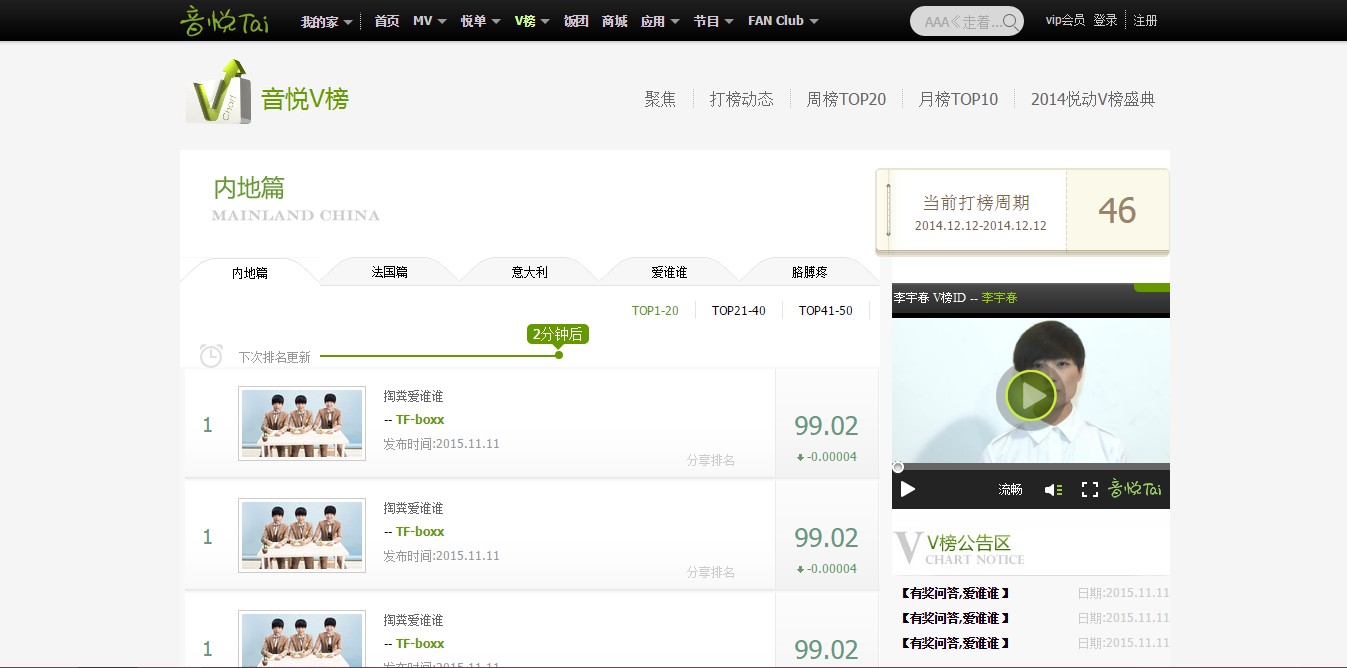 音悦Tai 我的家 首页 MV 悦单 V榜 饭团 商城 应用 节目 FAN Club AAA《走着... vip会员 登录 注册
V Chart 音悦V榜 聚焦 打榜动态 周榜TOP20 月榜TOP10 2014悦动V榜盛典
内地篇
MAINLAND CHINA
当前打榜周期
2014.12.12-2014.12.12
46
内地篇 法国篇 意大利 爱谁谁 胳膊疼
TOP1-20 TOP21-40 TOP41-50
2分钟后
下次排名更新
1
掏粪爱谁谁
-- TF-boxx
发布时间:2015.11.11
分享排名
99.02
-0.00004
1
掏粪爱谁谁
-- TF-boxx
发布时间:2015.11.11
分享排名
99.02
-0.00004
1
掏粪爱谁谁
-- TF-boxx
发布时间:2015.11.11
99.02
李宇春 V榜ID -- 李宇春
流畅 音悦Tai
V V榜公告区
CHART NOTICE
【有奖问答,爱谁谁 】 日期:2015.11.11
【有奖问答,爱谁谁 】 日期:2015.11.11
【有奖问答,爱谁谁 】 日期:2015.11.11